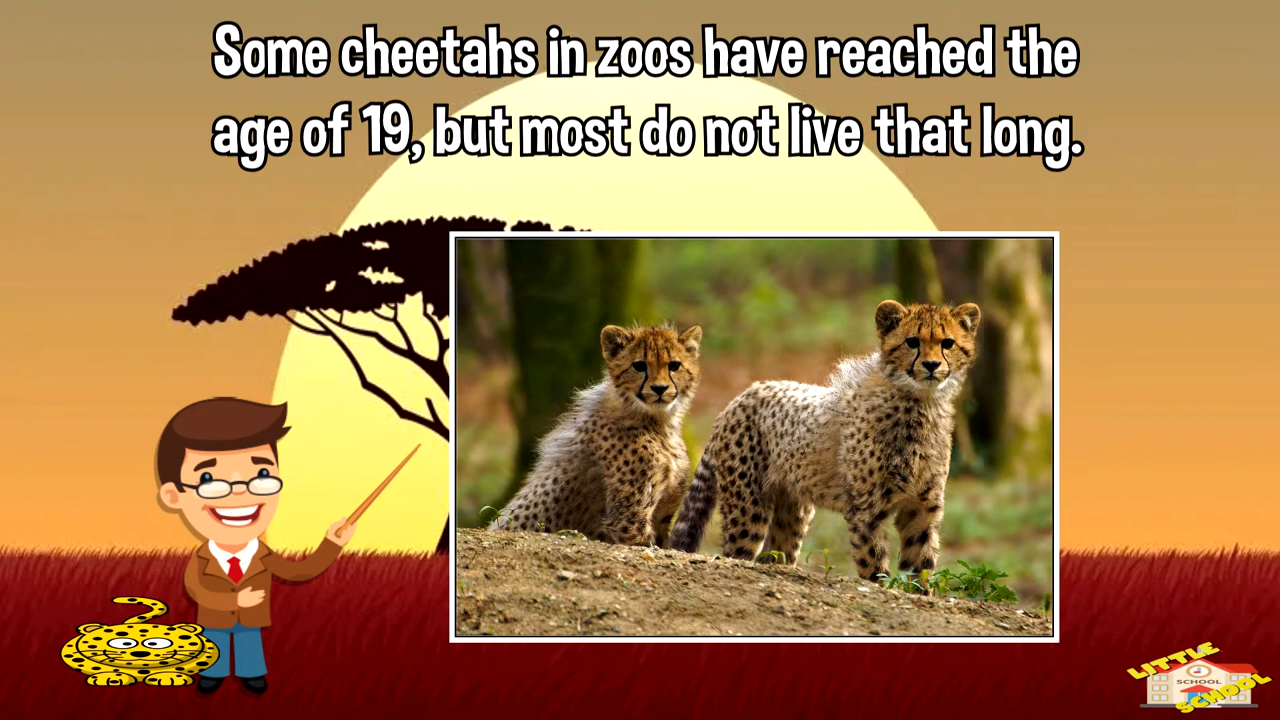 Some cheetahs in zoos have reached the
age of 19, but most do not live that long.
LITTLE
SCHOOL
SCHOOL